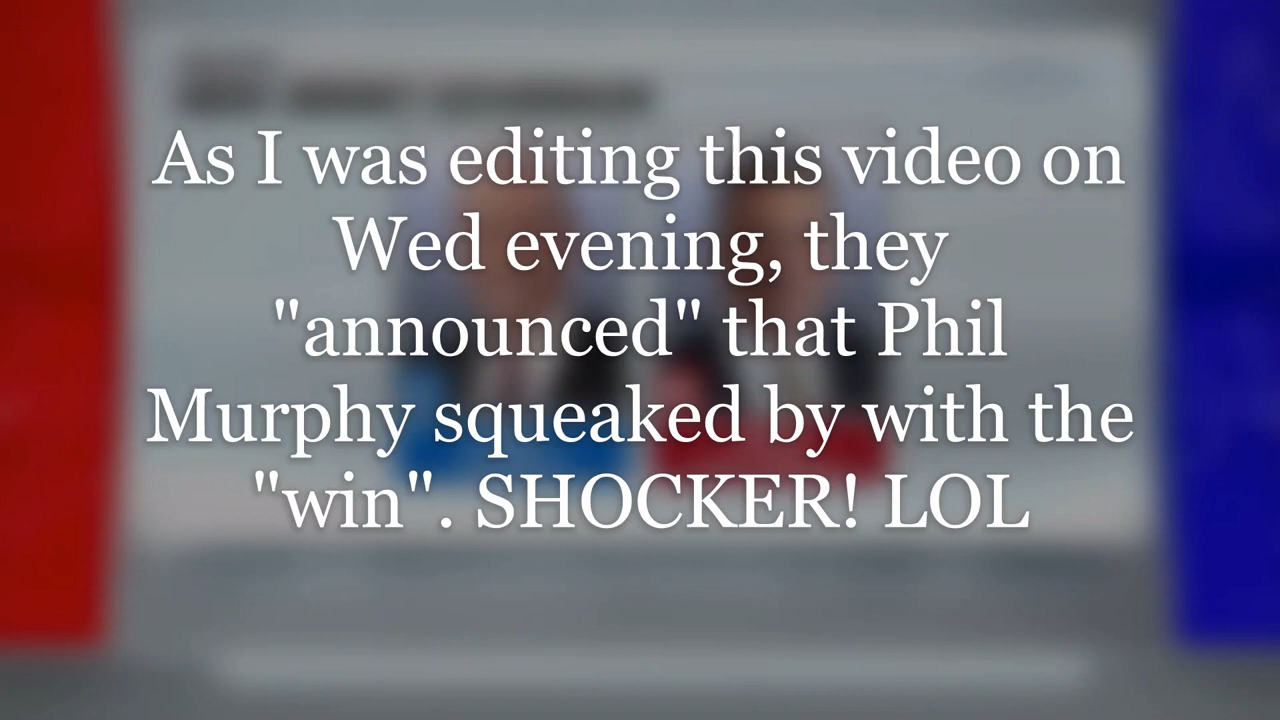 As I was editing this video on
Wed evening, they
"announced" that Phil
Murphy squeaked by with the
"win". SHOCKER! LOL